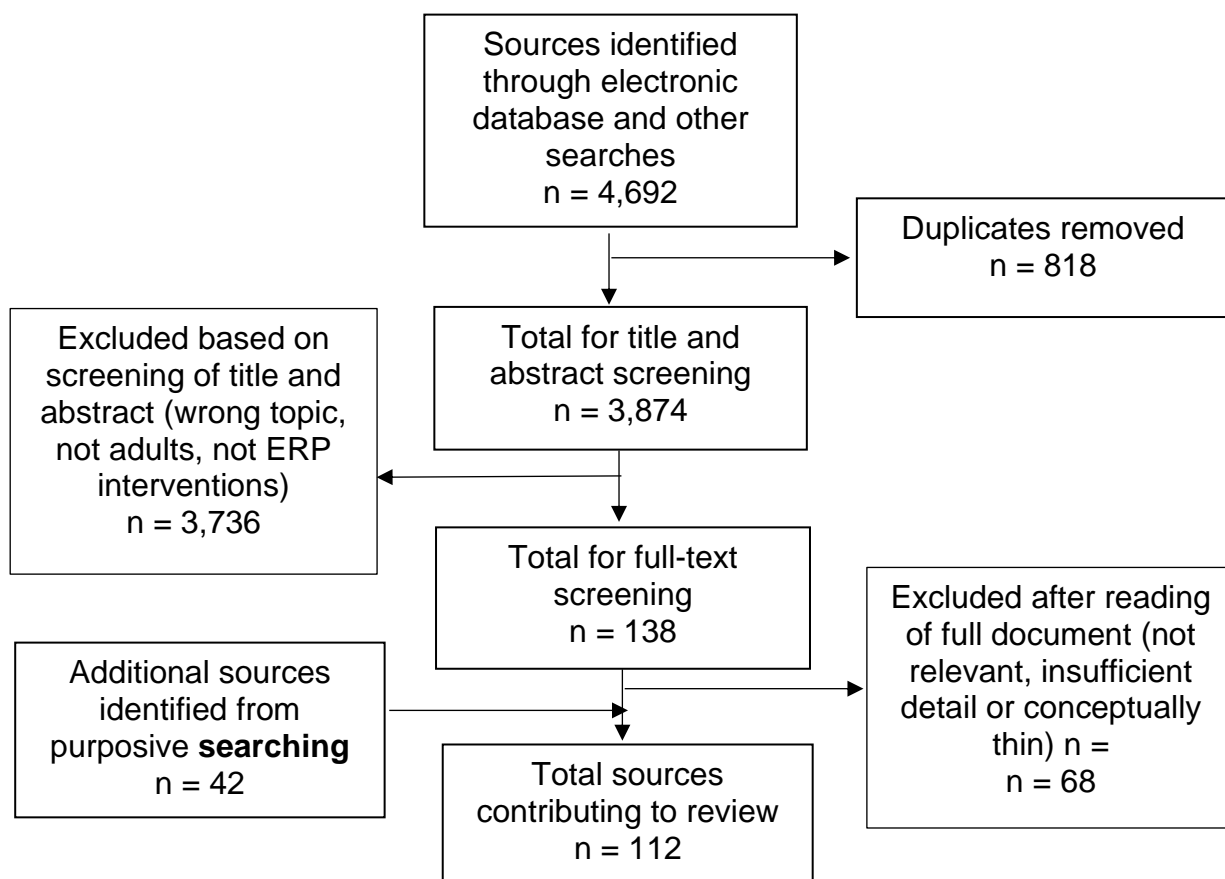 Sources identified
through electronic
database and other
searches
n = 4,692
Duplicates removed
n = 818
Total for title and
abstract screening
n = 3,874
Excluded based on
screening of title and
abstract (wrong topic,
not adults, not ERP
interventions)
n = 3,736
Total for full-text
screening
n = 138
Excluded after reading
of full document (not
relevant, insufficient
detail or conceptually
thin) n =
n = 68
Additional sources
identified from
purposive searching
n = 42
Total sources
contributing to review
n = 112